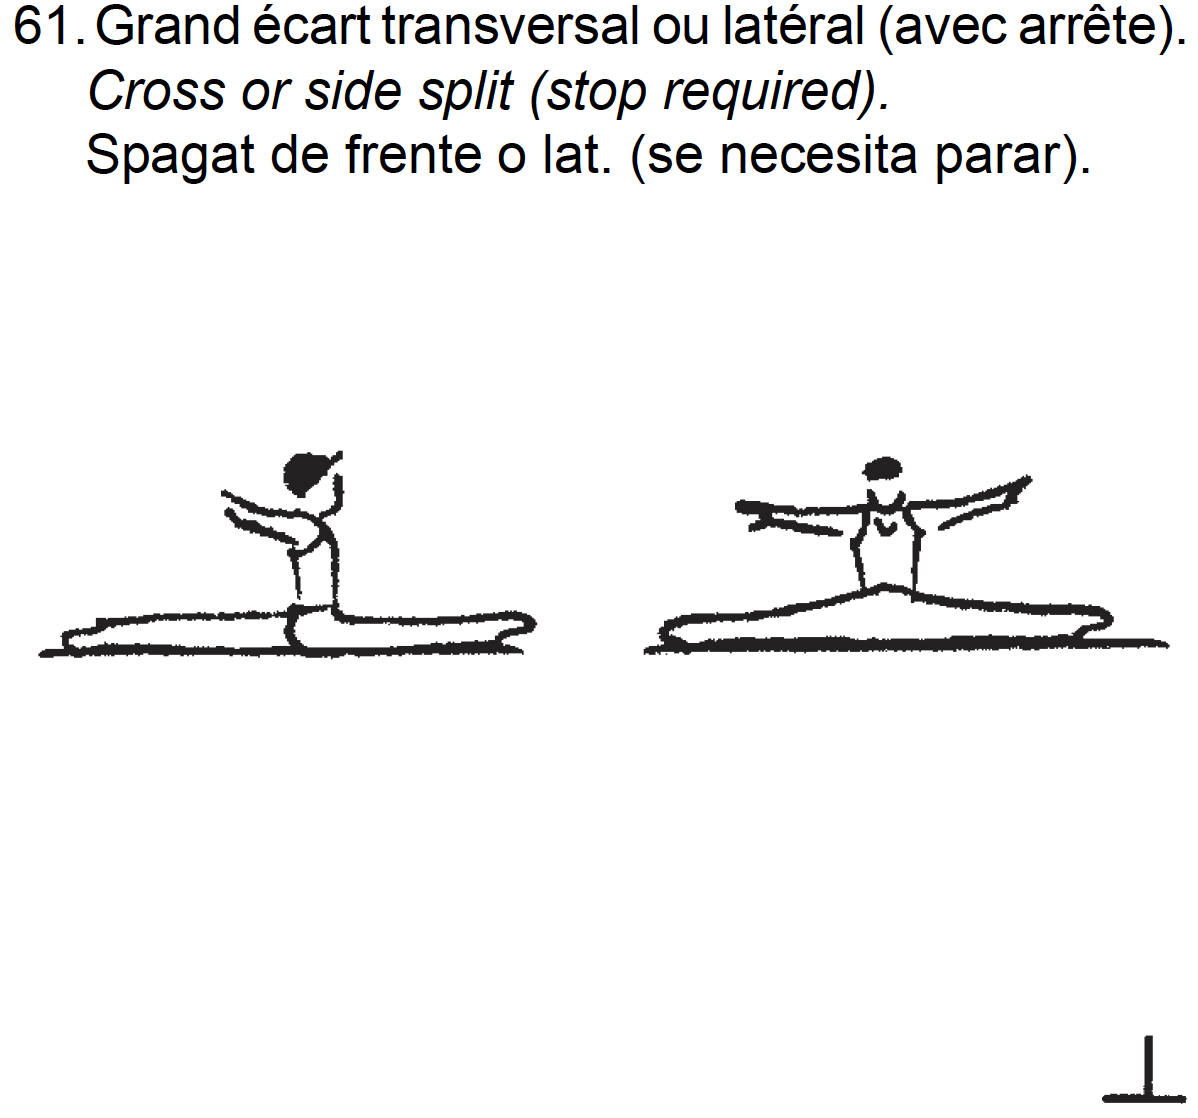 61. Grand écart transversal ou latéral (avec arrête).
Cross or side split (stop required).
Spagat de frente o lat. (se necesita parar).